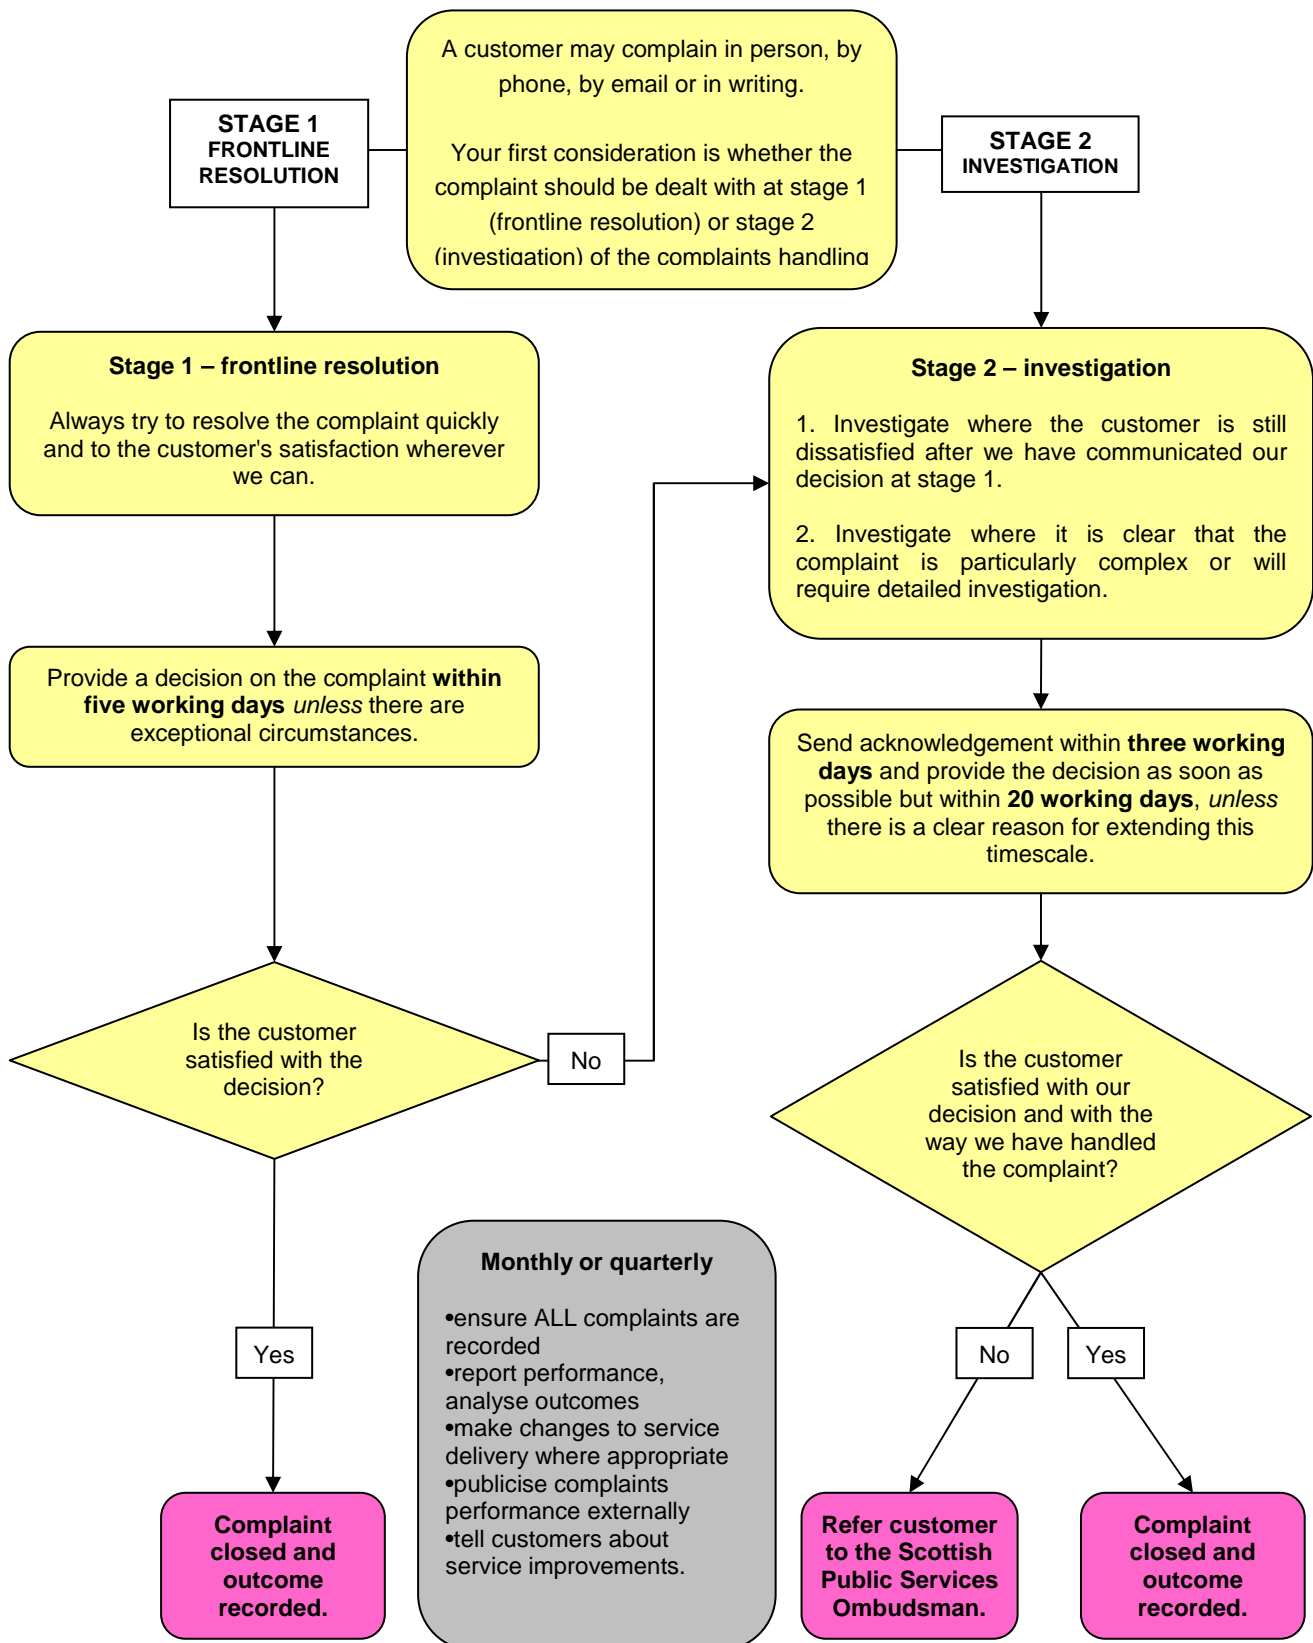 A customer may complain in person, by
phone, by email or in writing.
Your first consideration is whether the
complaint should be dealt with at stage 1
(frontline resolution) or stage 2
(investigation) of the complaints handling
STAGE 1
FRONTLINE
RESOLUTION
STAGE 2
INVESTIGATION
Stage 1 – frontline resolution
Always try to resolve the complaint quickly
and to the customer's satisfaction wherever
we can.
Provide a decision on the complaint within
five working days unless there are
exceptional circumstances.
Is the customer
satisfied with the
decision?
No
Yes
Complaint
closed and
outcome
recorded.
Stage 2 – investigation
1. Investigate where the customer is still
dissatisfied after we have communicated our
decision at stage 1.
2. Investigate where it is clear that the
complaint is particularly complex or will
require detailed investigation.
Send acknowledgement within three working
days and provide the decision as soon as
possible but within 20 working days, unless
there is a clear reason for extending this
timescale.
Is the customer
satisfied with our
decision and with the
way we have handled
the complaint?
No
Yes
Refer customer
to the Scottish
Public Services
Ombudsman.
Complaint
closed and
outcome
recorded.
Monthly or quarterly
•ensure ALL complaints are
recorded
•report performance,
analyse outcomes
•make changes to service
delivery where appropriate
•publicise complaints
performance externally
•tell customers about
service improvements.